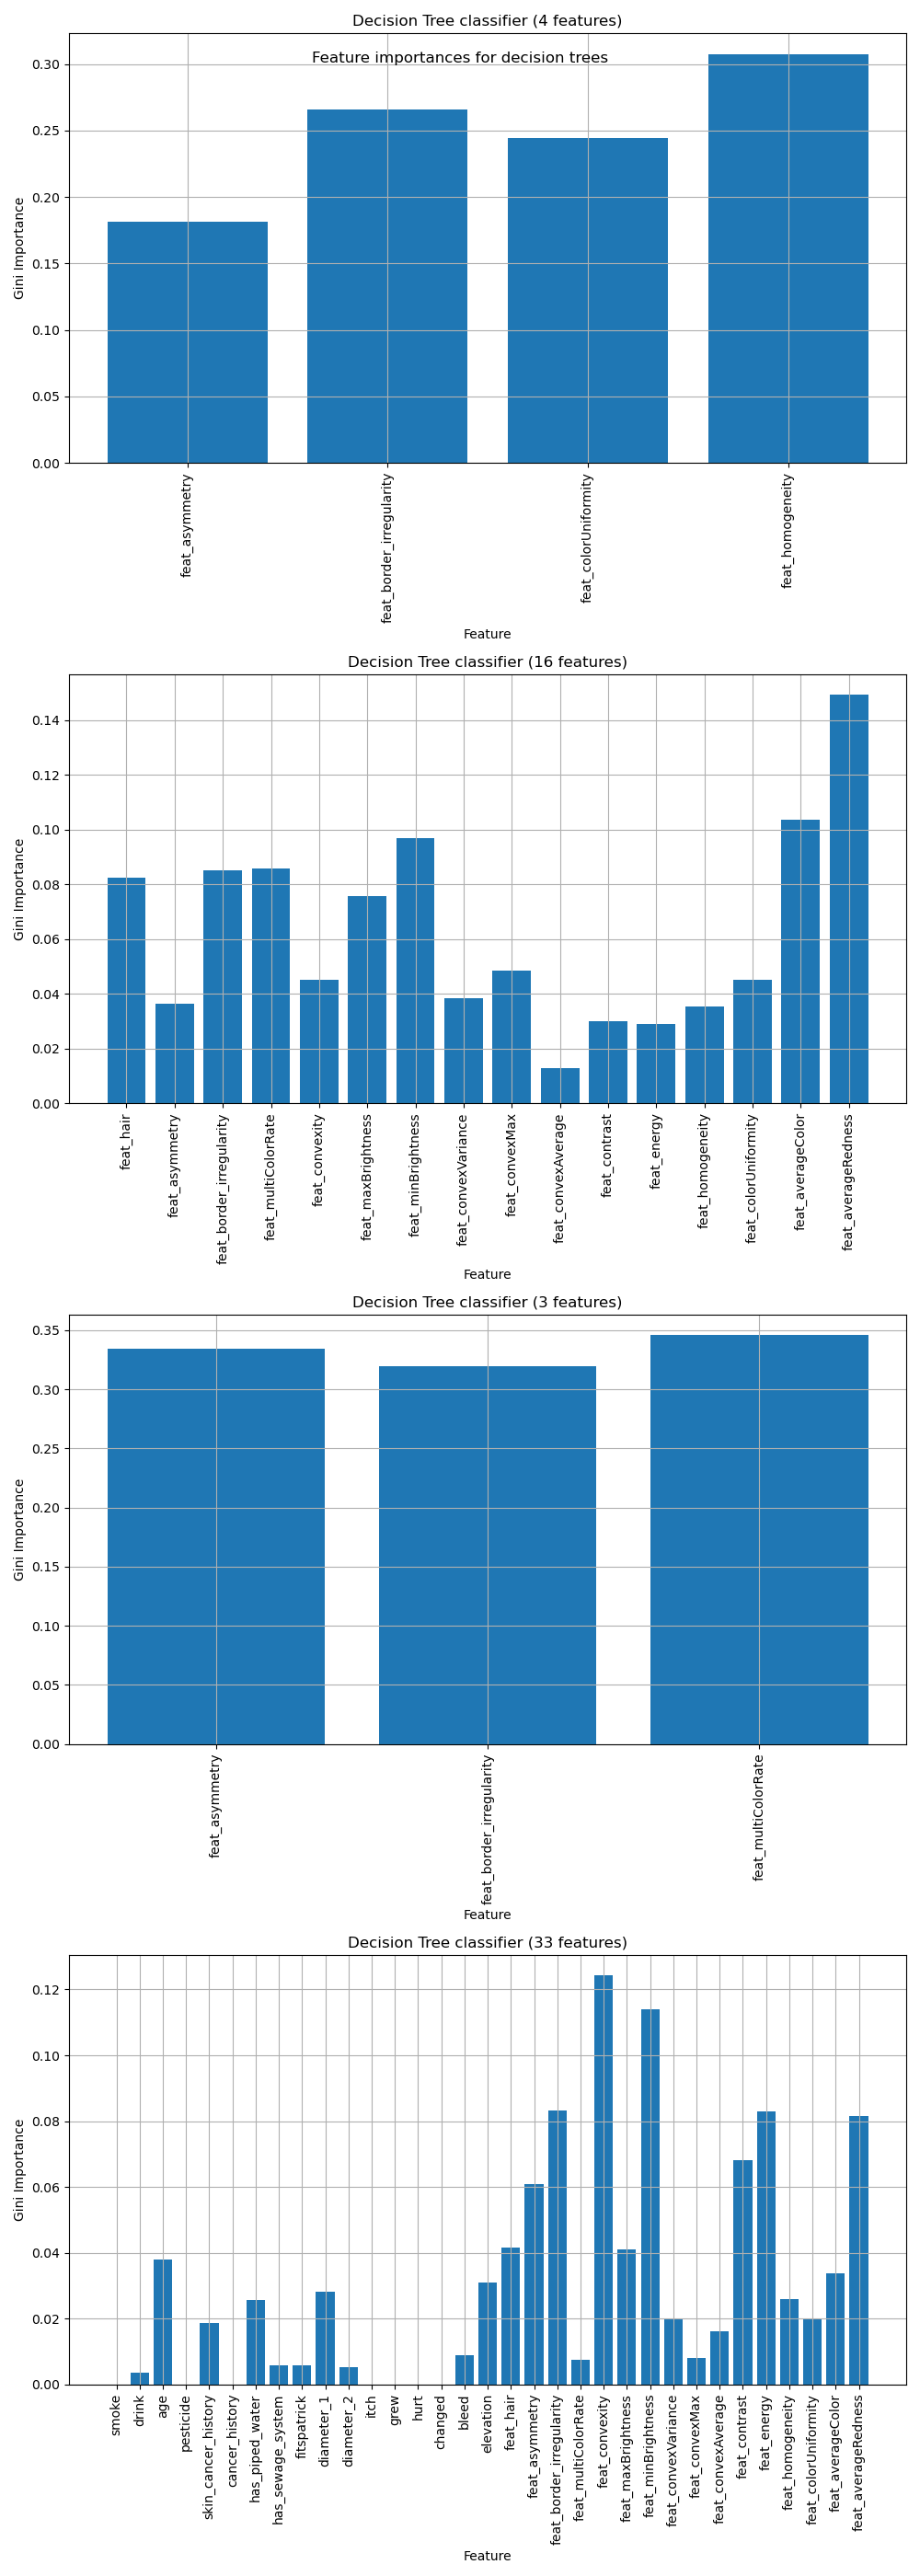 Decision Tree classifier (4 features)
Feature importances for decision trees
0.30
0.25
0.20
0.15
0.10
0.05
0.00
Gini Importance
feat_asymmetry
feat_border_irregularity
feat_colorUniformity
feat_homogeneity
Feature
Decision Tree classifier (16 features)
0.14
0.12
0.10
0.08
0.06
0.04
0.02
0.00
Gini Importance
feat_hair
feat_asymmetry
feat_border_irregularity
feat_multiColorRate
feat_convexity
feat_maxBrightness
feat_minBrightness
feat_convexVariance
feat_convexMax
feat_convexAverage
feat_contrast
feat_energy
feat_homogeneity
feat_colorUniformity
feat_averageColor
feat_averageRedness
Feature
Decision Tree classifier (3 features)
0.35
0.30
0.25
0.20
0.15
0.10
0.05
0.00
Gini Importance
feat_asymmetry
feat_border_irregularity
feat_multiColorRate
Feature
Decision Tree classifier (33 features)
0.12
0.10
0.08
0.06
0.04
0.02
0.00
Gini Importance
smoke
drink
age
pesticide
skin_cancer_history
cancer_history
has_piped_water
has_sewage_system
fitspatrick
diameter_1
diameter_2
itch
grew
hurt
changed
bleed
elevation
feat_hair
feat_asymmetry
feat_border_irregularity
feat_multiColorRate
feat_convexity
feat_maxBrightness
feat_minBrightness
feat_convexVariance
feat_convexMax
feat_convexAverage
feat_contrast
feat_energy
feat_homogeneity
feat_colorUniformity
feat_averageColor
feat_averageRedness
Feature